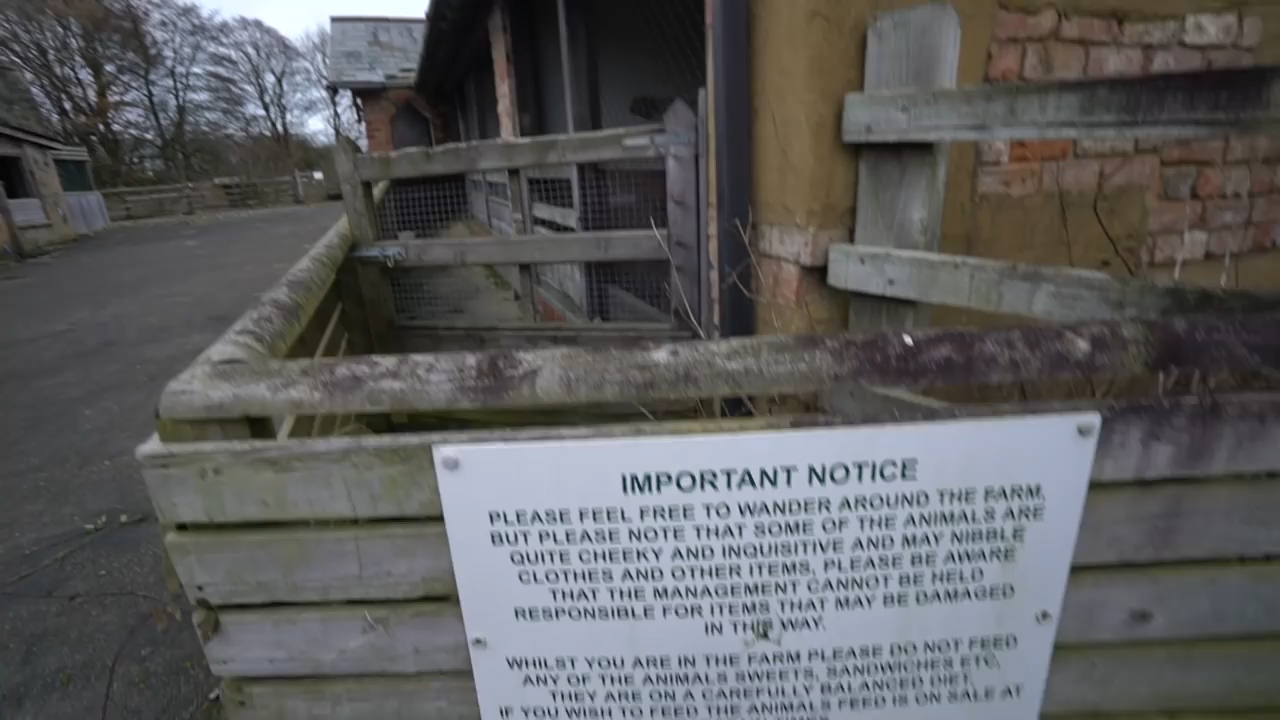 IMPORTANT NOTICE
PLEASE FEEL FREE TO WANDER AROUND THE FARM,
BUT PLEASE NOTE THAT SOME OF THE ANIMALS ARE
QUITE CHEEKY AND INQUISITIVE AND MAY NIBBLE
CLOTHES AND OTHER ITEMS, PLEASE BE AWARE
THAT THE MANAGEMENT CANNOT BE HELD
RESPONSIBLE FOR ITEMS THAT MAY BE DAMAGED
IN THIS WAY.
WHILST YOU ARE IN THE FARM PLEASE DO NOT FEED
ANY OF THE ANIMALS SWEETS, SANDWICHES ETC,
THEY ARE ON A CAREFULLY BALANCED DIET.
IF YOU WISH TO FEED THE ANIMALS FEED IS ON SALE AT